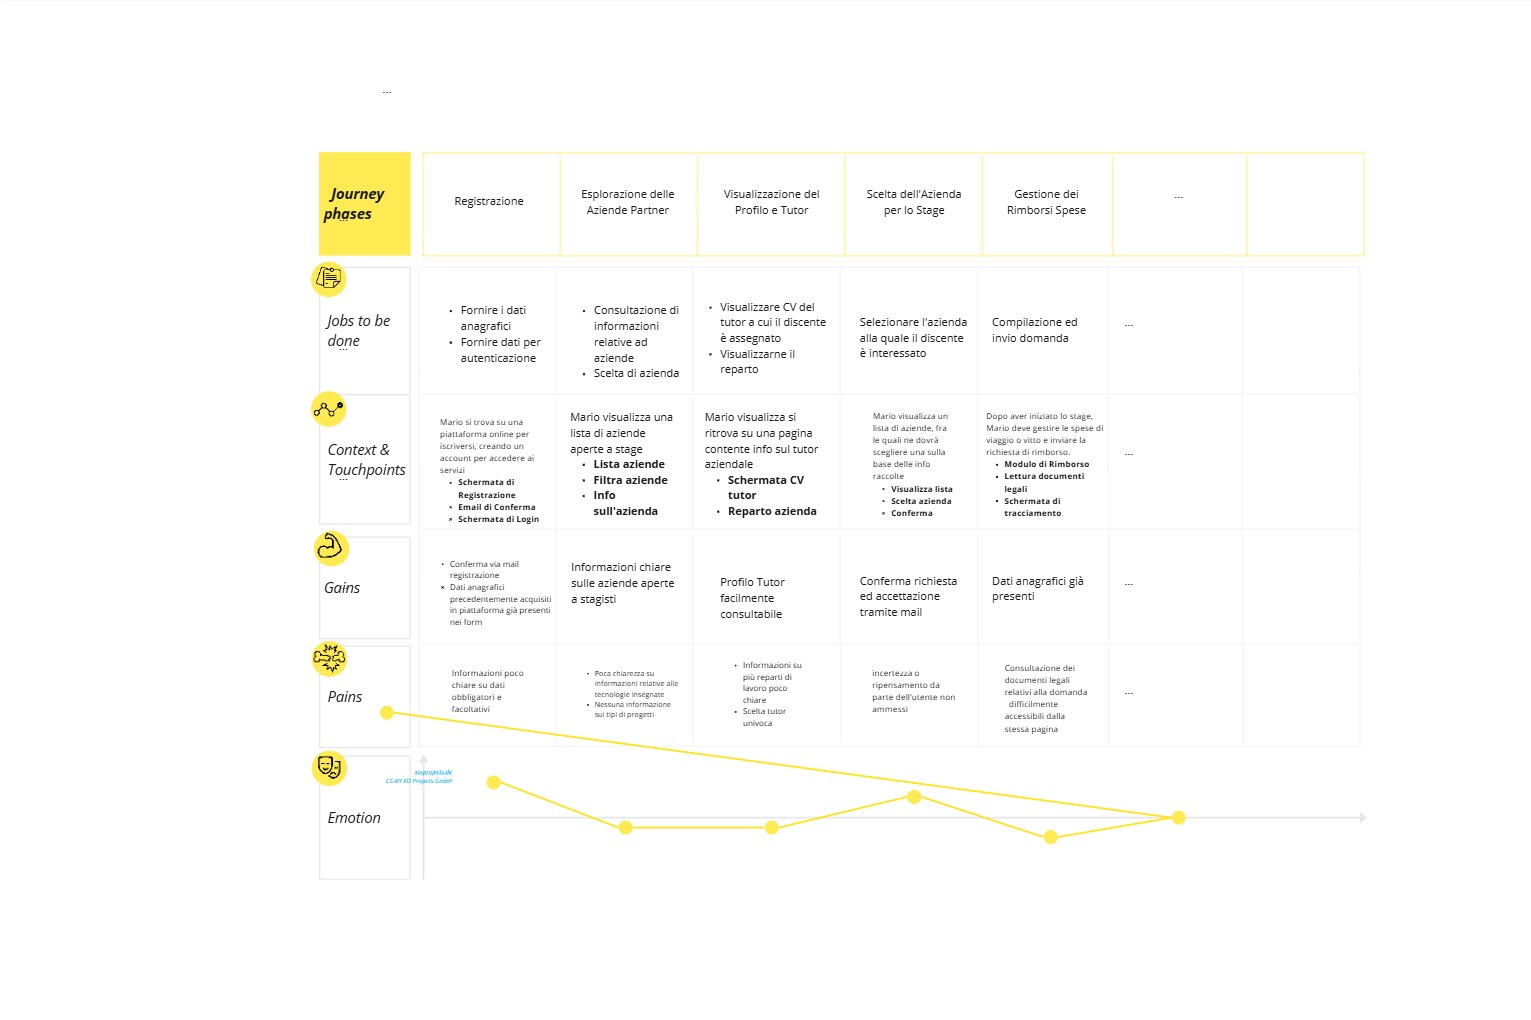 ...
Journey
phases
...
Registrazione
Esplorazione delle
Aziende Partner
Visualizzazione del
Profilo e Tutor
Scelta dell'Azienda
per lo Stage
Gestione dei
Rimborsi Spese
...
Jobs to be
done
...
Fornire i dati
anagrafici
Fornire dati per
autenticazione
Consultazione di
informazioni
relative ad
aziende
Scelta di azienda
Visualizzare CV del
tutor a cui il discente
è assegnato
Visualizzarne il
reparto
Selezionare l'azienda
alla quale il discente
è interessato
Compilazione ed
invio domanda
...
Context &
Touchpoints
...
Mario si trova su una
piattaforma online per
iscriversi, creando un
account per accedere ai
servizi
Schermata di
Registrazione
Email di Conferma
Schermata di Login
Mario visualizza una
lista di aziende
aperte a stage
Lista aziende
Filtra aziende
Info
sull'azienda
Mario visualizza si
ritrova su una pagina
contente info sul tutor
aziendale
Schermata CV
tutor
Reparto azienda
Mario visualizza un
lista di aziende, fra
le quali ne dovrà
scegliere una sulla
base delle info
raccolte
Visualizza lista
Scelta azienda
Conferma
Dopo aver iniziato lo stage,
Mario deve gestire le spese di
viaggio o vitto e inviare la
richiesta di rimborso.
Modulo di Rimborso
Lettura documenti
legali
Schermata di
tracciamento
...
Gains
...
Conferma via mail
registrazione
Dati anagrafici
precedentemente acquisiti
in piattaforma già presenti
nei form
Informazioni chiare
sulle aziende aperte
a stagisti
Profilo Tutor
facilmente
consultabile
Conferma richiesta
ed accettazione
tramite mail
Dati anagrafici già
presenti
...
Pains
Informazioni poco
chiare su dati
obbligatori e
facoltativi
Poca chiarezza su
informazioni relative alle
tecnologie insegnate
Nessuna informazione
sui tipi di progetti
Informazioni su
più reparti di
lavoro poco
chiare
Scelta tutor
univoca
incertezza o
ripensamento da
parte dell'utente non
ammessi
Consultazione dei
documenti legali
relativi alla domanda
difficilmente
accessibili dalla
stessa pagina
...
xo-projects.de
CC-BY XO Projects GmbH
Emotion